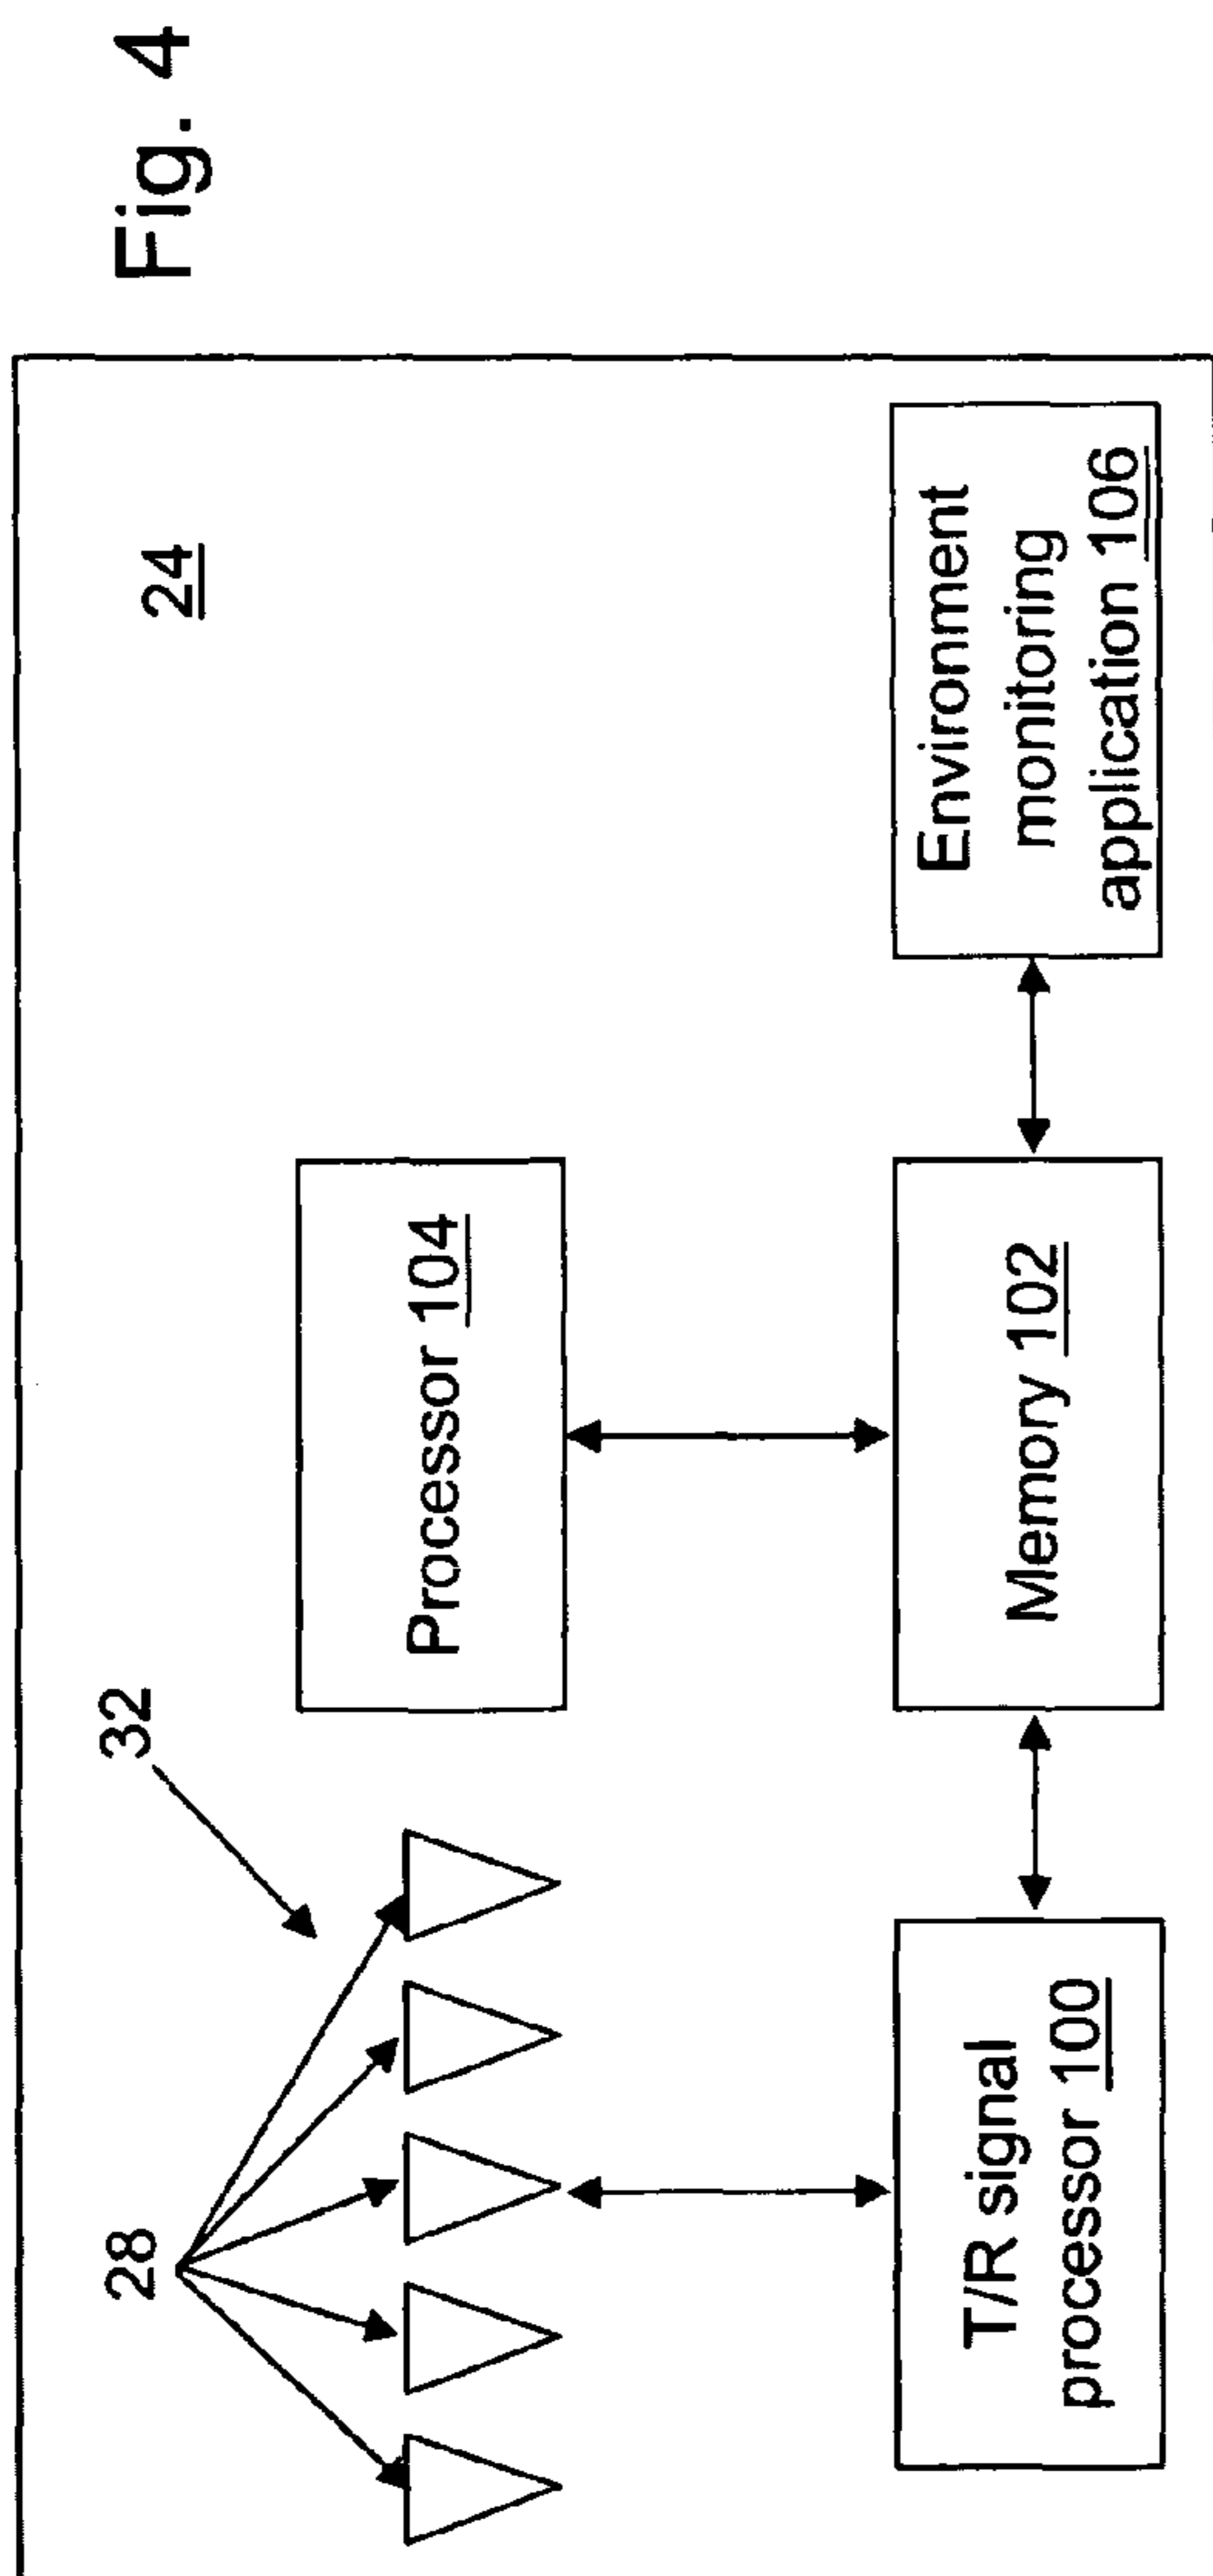 Fig. 4
24
32
28
Processor 104
Environment
monitoring
application 106
Memory 102
T/R signal
processor 100